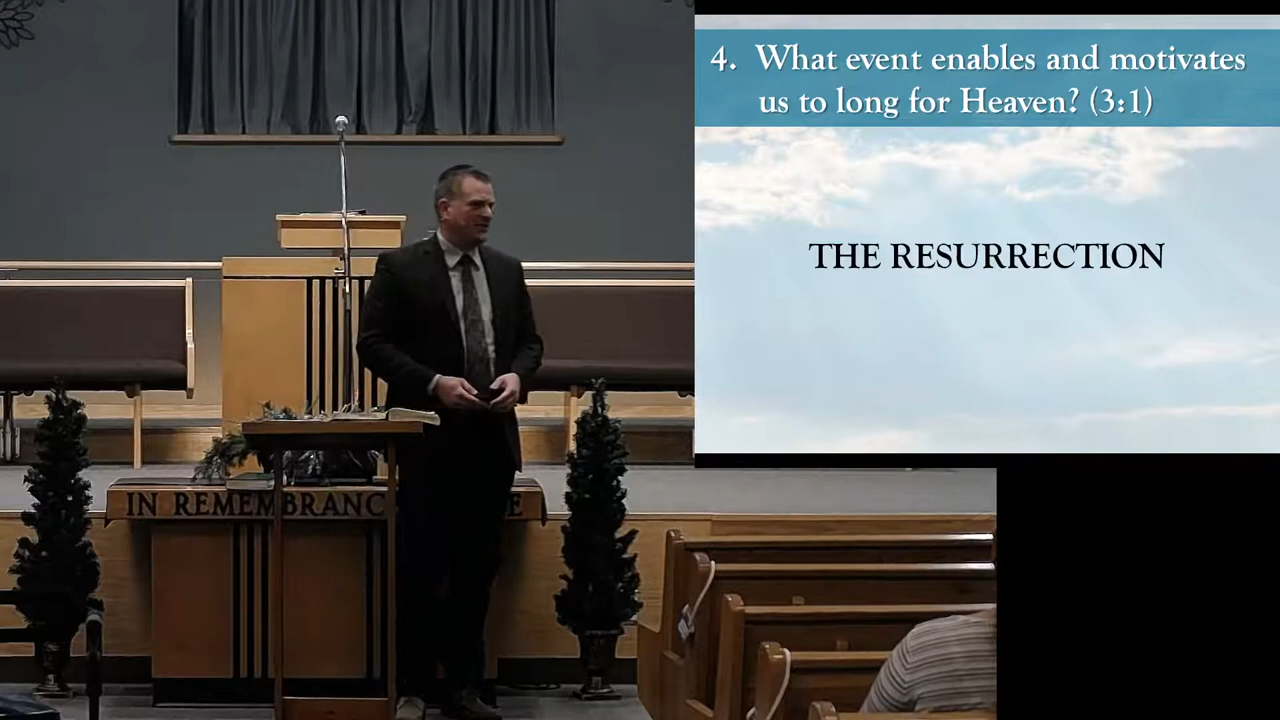 4. What event enables and motivates
us to long for Heaven? (3:1)
THE RESURRECTION
IN REMEMBRANC E